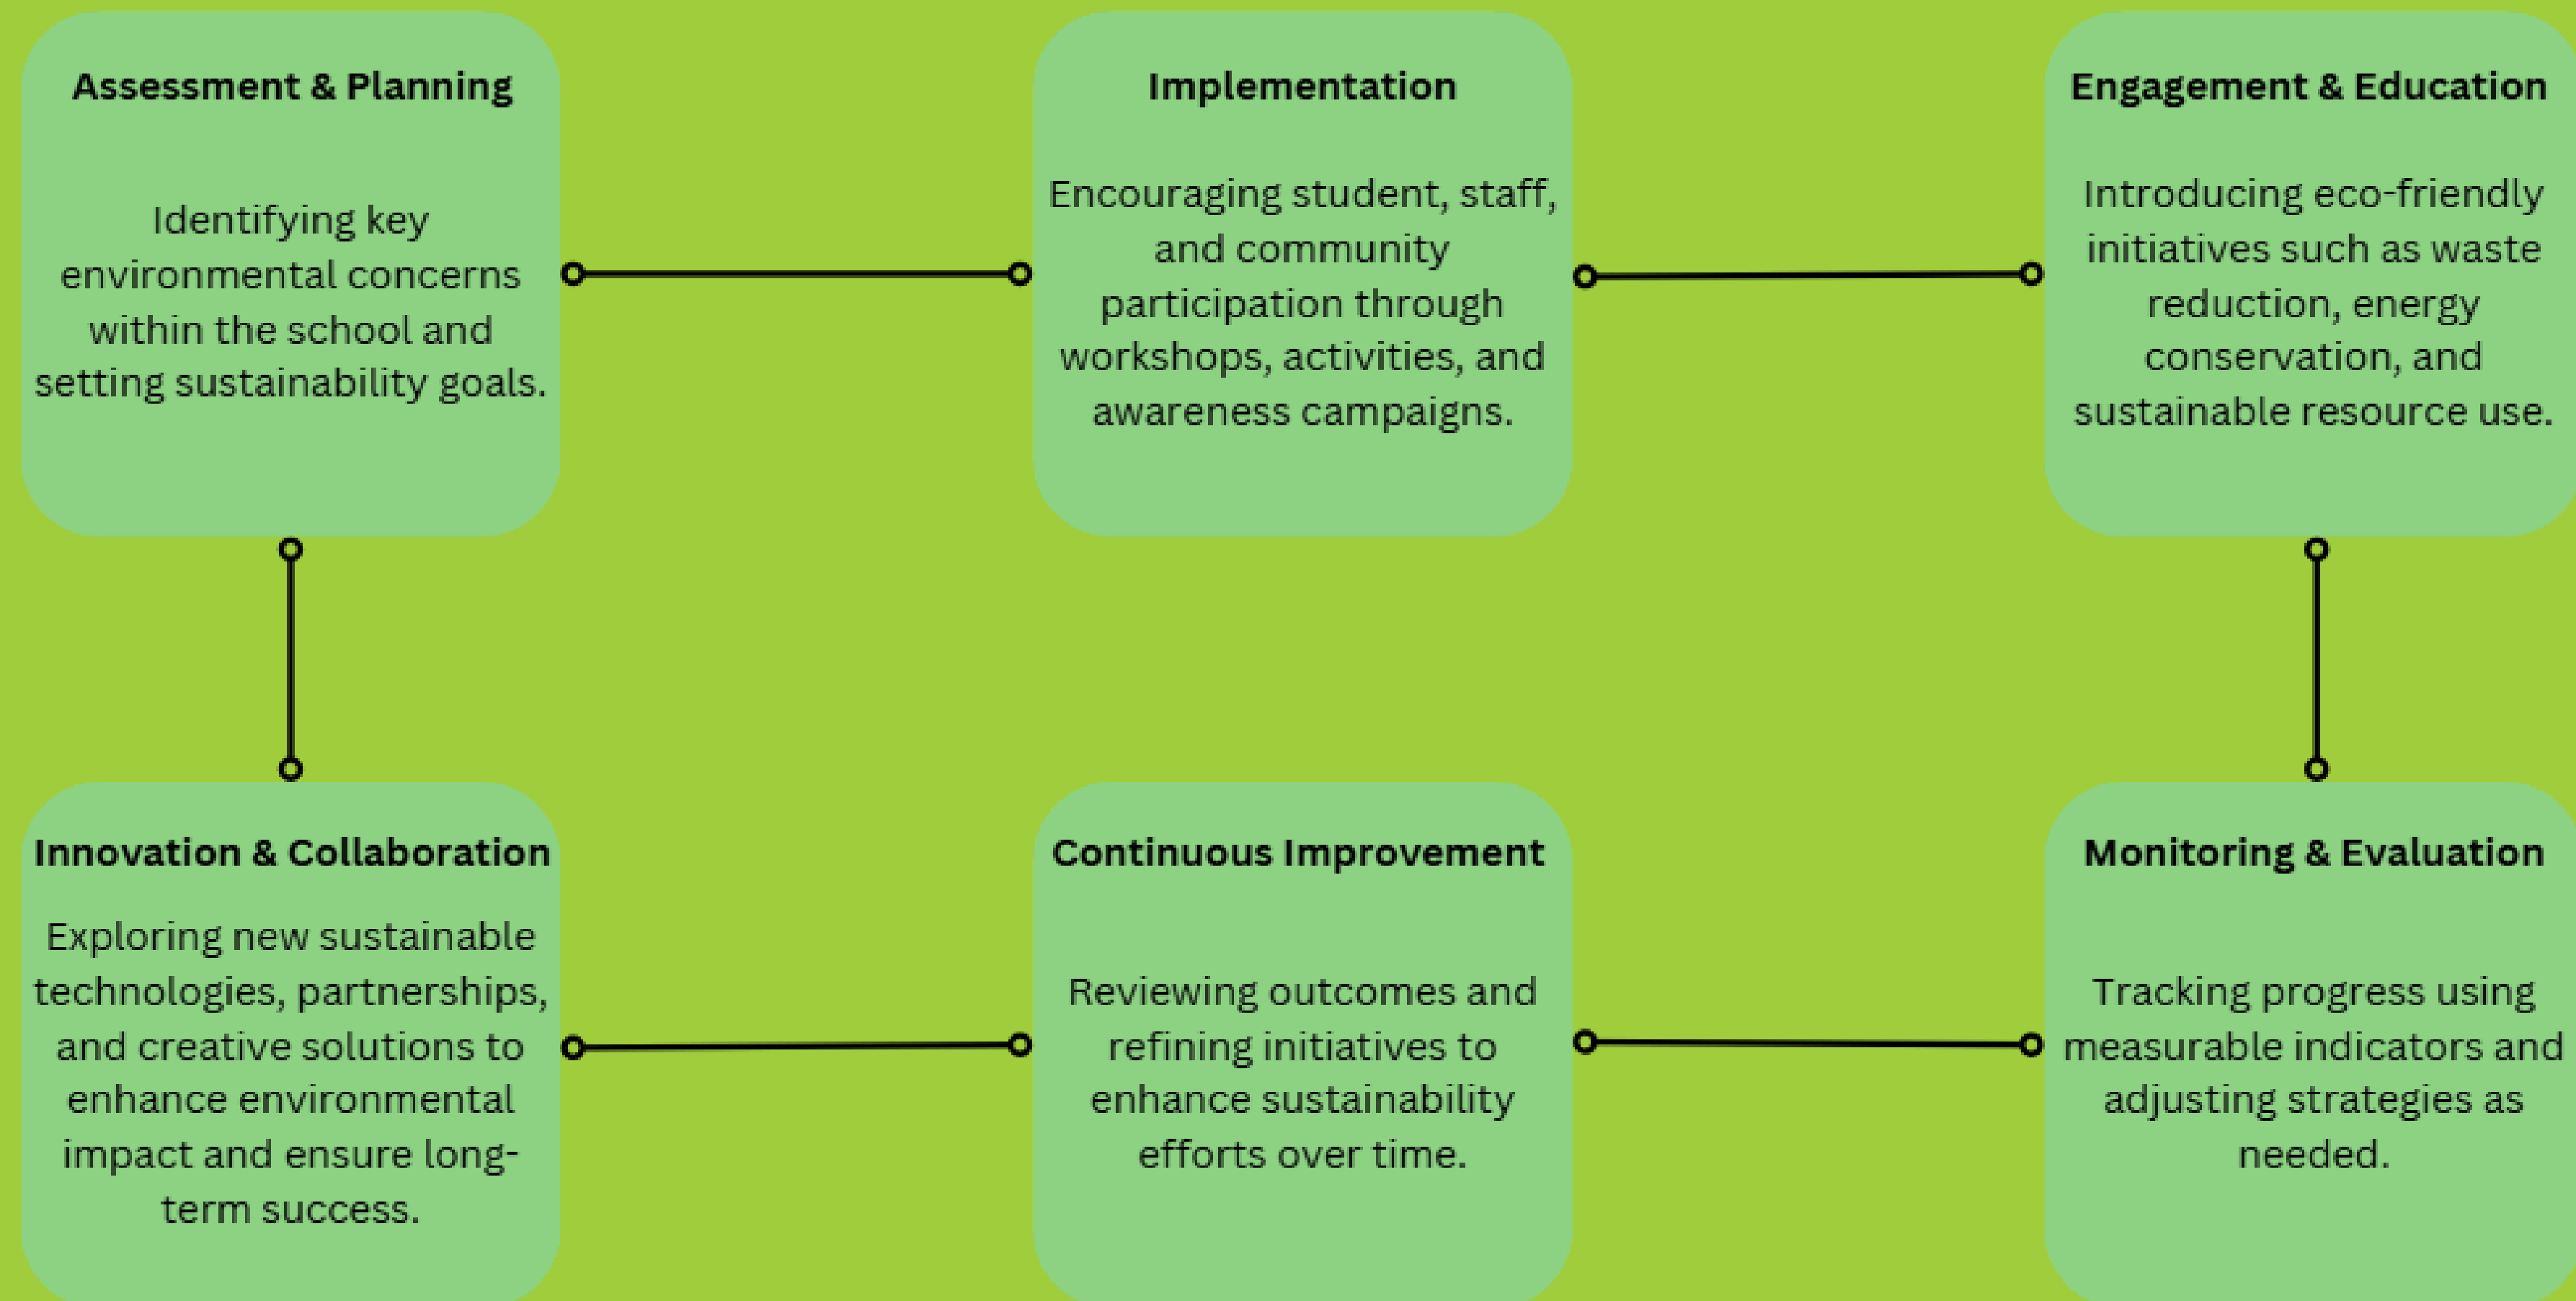 Assessment & Planning
Identifying key
environmental concerns
within the school and
setting sustainability goals.
Implementation
Encouraging student, staff,
and community
participation through
workshops, activities, and
awareness campaigns.
Engagement & Education
Introducing eco-friendly
initiatives such as waste
reduction, energy
conservation, and
sustainable resource use.
Innovation & Collaboration
Exploring new sustainable
technologies, partnerships,
and creative solutions to
enhance environmental
impact and ensure long-
term success.
Continuous Improvement
Reviewing outcomes and
refining initiatives to
enhance sustainability
efforts over time.
Monitoring & Evaluation
Tracking progress using
measurable indicators and
adjusting strategies as
needed.